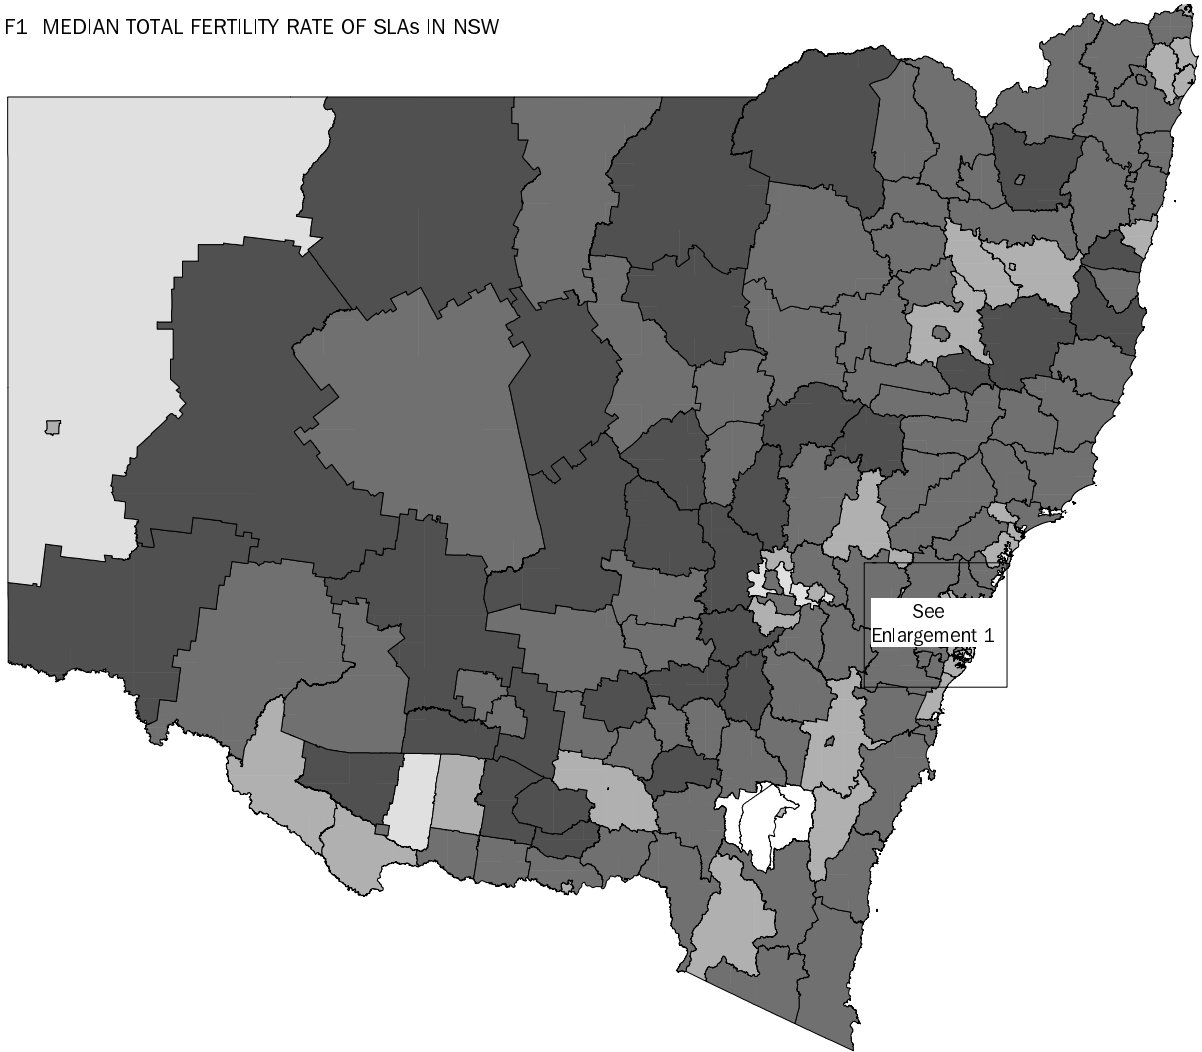 F1 MEDIAN TOTAL FERTILITY RATE OF SLAs IN NSW
See
Enlargement 1